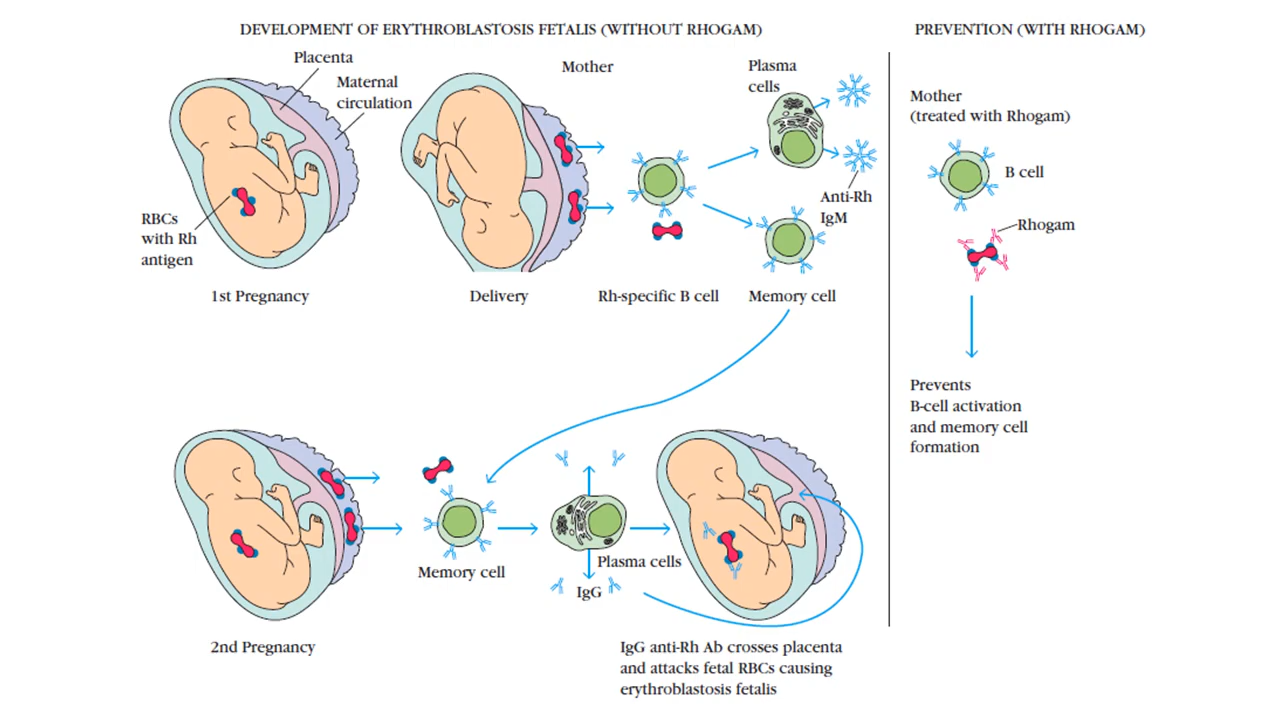 DEVELOPMENT OF ERYTHROBLASTOSIS FETALIS (WITHOUT RHOGAM)
Placenta
Maternal
circulation
RBCs
with Rh
antigen
1st Pregnancy
Mother
Delivery
Rh-specific B cell
Plasma
cells
Anti-Rh
IgM
Memory cell
2nd Pregnancy
Memory cell
Plasma cells
IgG
IgG anti-Rh Ab crosses placenta
and attacks fetal RBCs causing
erythroblastosis fetalis
PREVENTION (WITH RHOGAM)
Mother
(treated with Rhogam)
B cell
Rhogam
Prevents
B-cell activation
and memory cell
formation